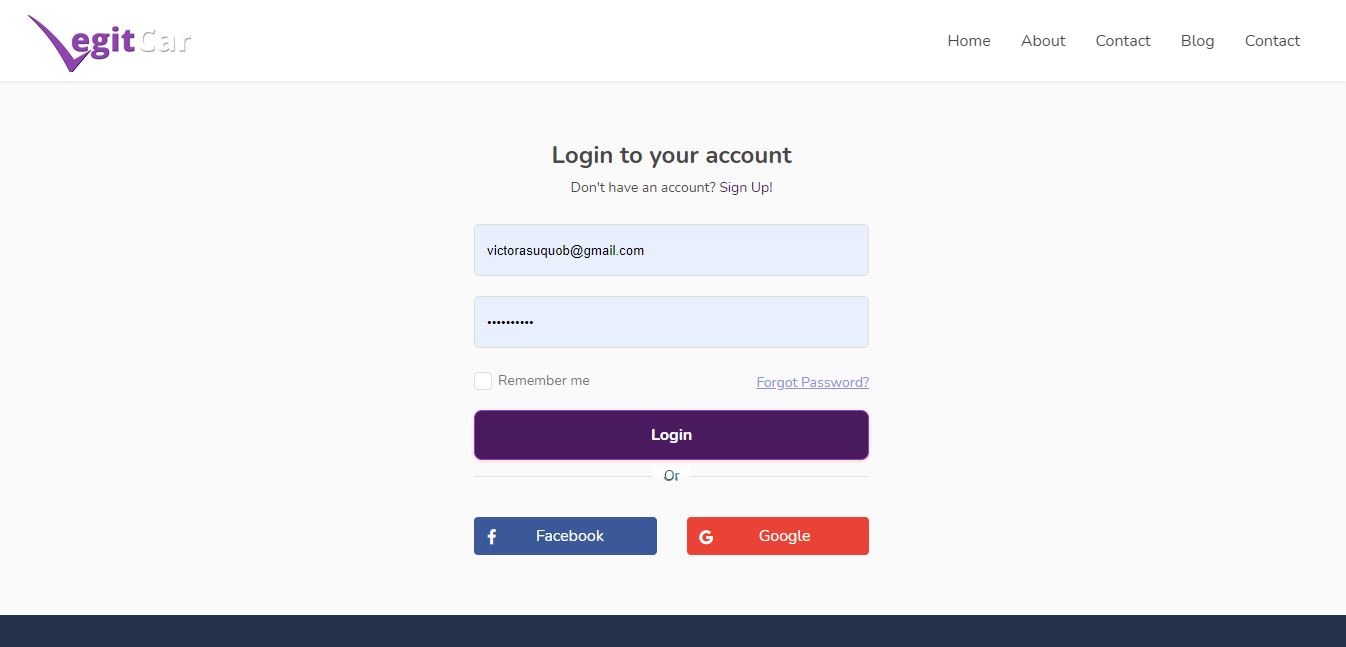 Legit Car
Home About Contact Blog Contact
Login to your account
Don't have an account? Sign Up!
victorasuquob@gmail.com
••••••••••
Remember me Forgot Password?
Login
Or
Facebook Google